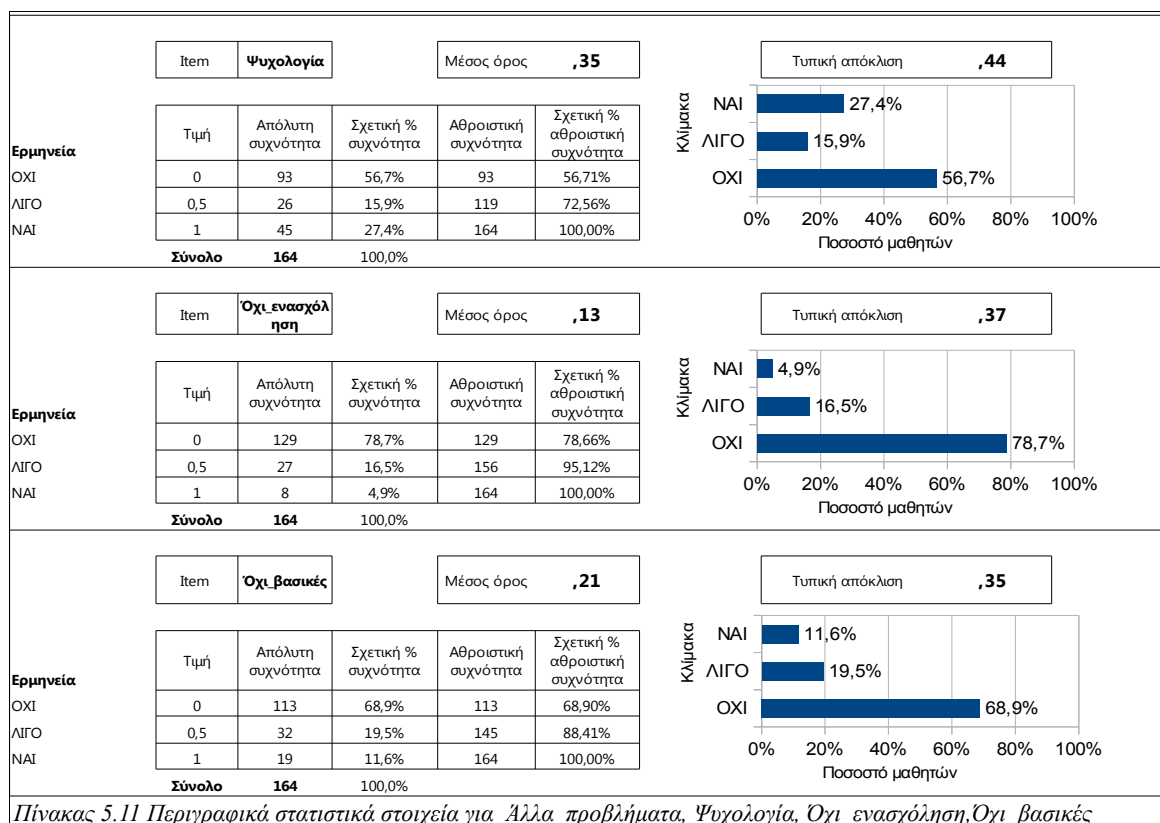 Item Ψυχολογία Μέσος όρος ,35 Τυπική απόκλιση ,44
Ερμηνεία Τιμή Απόλυτη συχνότητα Σχετική % συχνότητα Αθροιστική συχνότητα Σχετική % αθροιστική συχνότητα
ΟΧΙ 0 93 56,7% 93 56,71%
ΛΙΓΟ 0,5 26 15,9% 119 72,56%
ΝΑΙ 1 45 27,4% 164 100,00%
Σύνολο 164 100,0%
Κλίμακα
ΝΑΙ 27,4%
ΛΙΓΟ 15,9%
ΟΧΙ 56,7%
0% 20% 40% 60% 80% 100%
Ποσοστό μαθητών
Item Όχι_ενασχόλ
ηση Μέσος όρος ,13 Τυπική απόκλιση ,37
Ερμηνεία Τιμή Απόλυτη συχνότητα Σχετική % συχνότητα Αθροιστική συχνότητα Σχετική % αθροιστική συχνότητα
ΟΧΙ 0 129 78,7% 129 78,66%
ΛΙΓΟ 0,5 27 16,5% 156 95,12%
ΝΑΙ 1 8 4,9% 164 100,00%
Σύνολο 164 100,0%
Κλίμακα
ΝΑΙ 4,9%
ΛΙΓΟ 16,5%
ΟΧΙ 78,7%
0% 20% 40% 60% 80% 100%
Ποσοστό μαθητών
Item Όχι_βασικές Μέσος όρος ,21 Τυπική απόκλιση ,35
Ερμηνεία Τιμή Απόλυτη συχνότητα Σχετική % συχνότητα Αθροιστική συχνότητα Σχετική % αθροιστική συχνότητα
ΟΧΙ 0 113 68,9% 113 68,90%
ΛΙΓΟ 0,5 32 19,5% 145 88,41%
ΝΑΙ 1 19 11,6% 164 100,00%
Σύνολο 164 100,0%
Κλίμακα
ΝΑΙ 11,6%
ΛΙΓΟ 19,5%
ΟΧΙ 68,9%
0% 20% 40% 60% 80% 100%
Ποσοστό μαθητών
Πίνακας 5.11 Περιγραφικά στατιστικά στοιχεία για Άλλα_προβλήματα, Ψυχολογία, Όχι_ενασχόληση,Όχι_βασικές